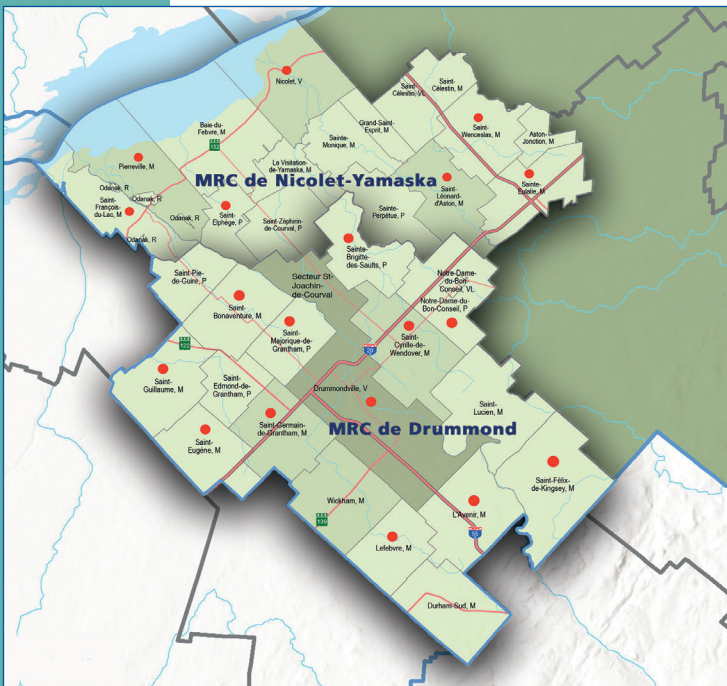 Nicolet, V
Saint-
Célestin, VL
Saint-
Célestin, M
Baie-du-
Febvre, M
132
Grand-Saint-
Esprit, M
Saint-
Wenceslas, M
Aston-
Jonction, M
Sainte-
Monique, M
Pierreville, M
La Visitation-
de-Yamaska, M
MRC de Nicolet-Yamaska
Saint-
Léonard-
d'Aston, M
Sainte-
Eulalie, M
Odanak, R
Odanak, R
Saint-
François-
du-Lac, M
Odanak, R
Saint-
Elphège, P
Saint-Zéphirin-
de-Courval, P
Sainte-
Perpétue, P
Odanak, R
Sainte-
Brigitte-
des-Saults, P
Saint-Pie-
de-Guire, P
Secteur St-
Joachin-
de-Courval
Notre-Dame-
du-Bon-
Conseil, VL
Notre-Dame-du-
Bon-Conseil, P
Saint-
Bonaventure, M
Saint-
Majorique-de-
Grantham, P
Saint-
Cyrille-de-
Wendover, M
122
20
Saint-
Guillaume, M
Saint-
Edmond-de-
Grantham, P
Drummondville, V
Saint-
Lucien, M
Saint-Germain-
de-Grantham, M
MRC de Drummond
Saint-
Eugène, M
Saint-Félix-
de-Kingsey, M
Wickham, M
L'Avenir, M
139
55
Lefebvre, M
Durham-Sud, M